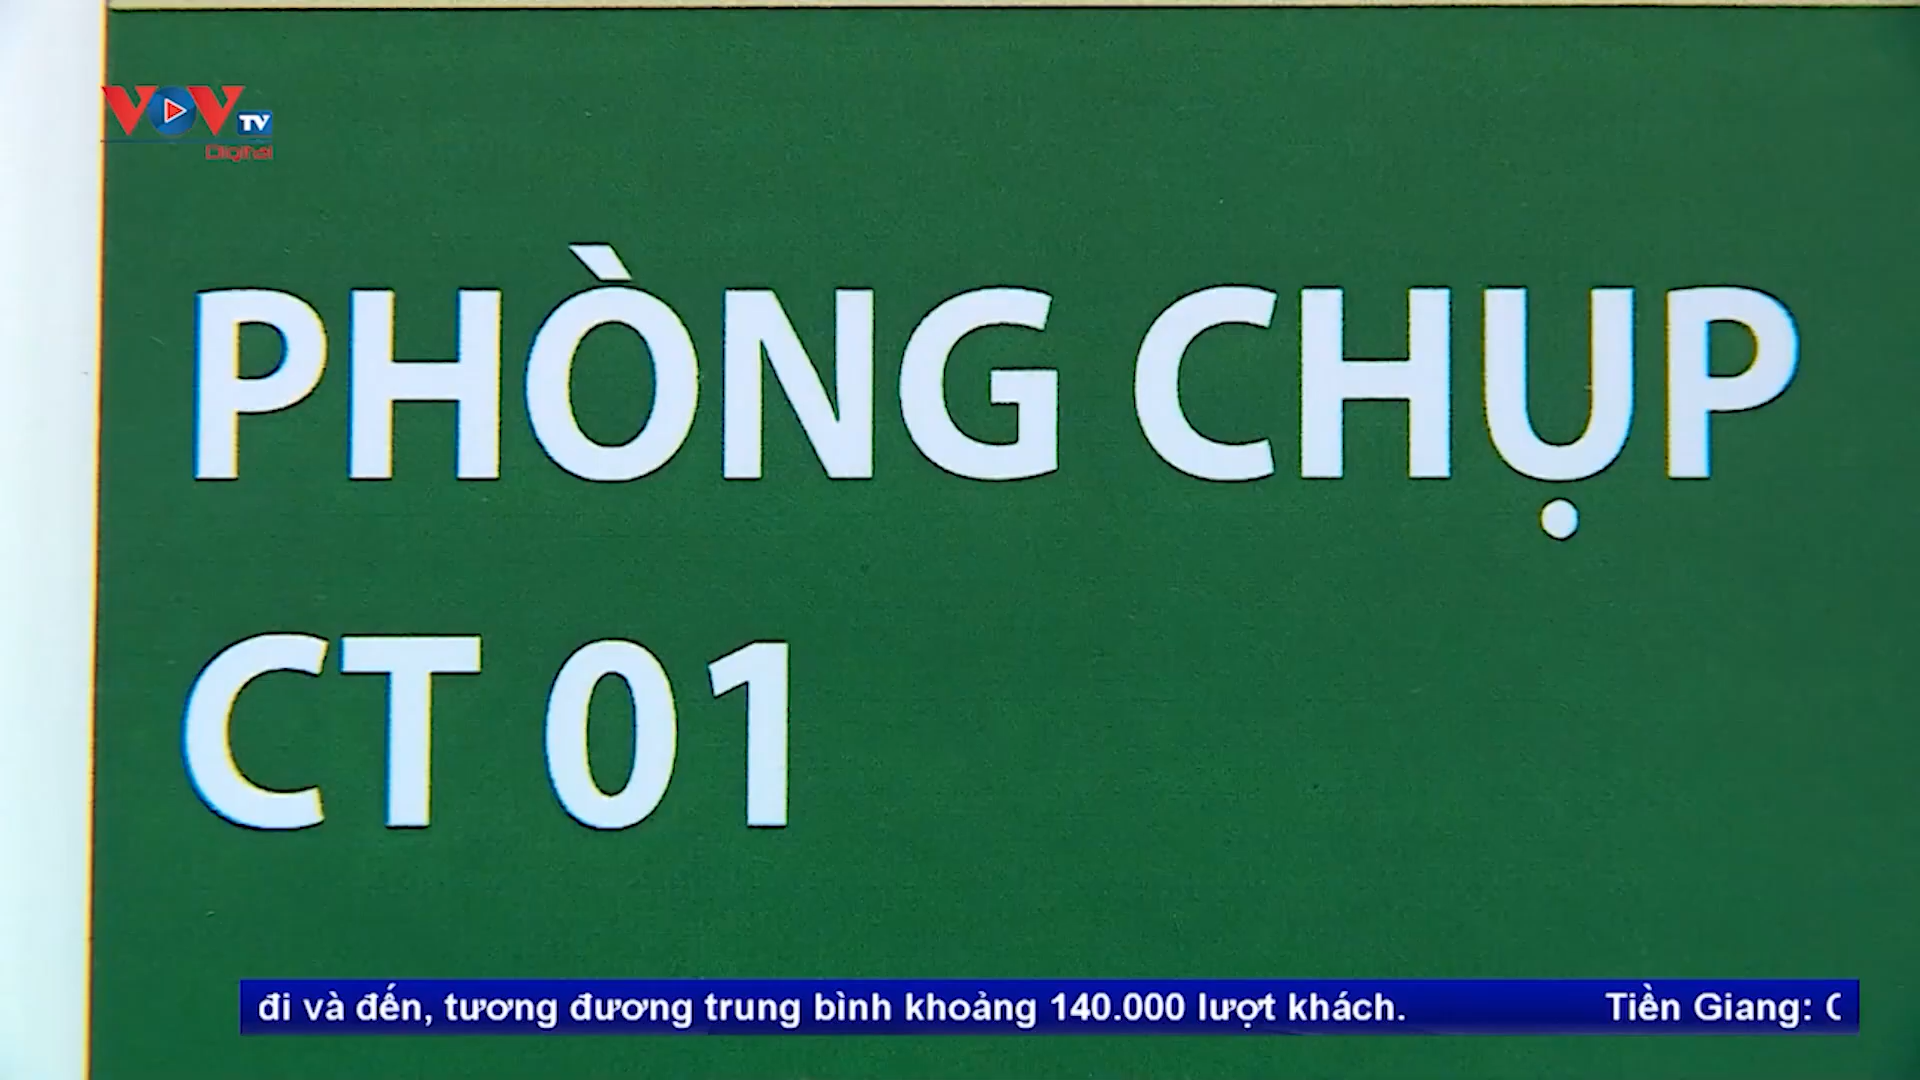 VOV TV
Digital
PHÒNG CHỤP
CT 01
đi và đến, tương đương trung bình khoảng 140.000 lượt khách. Tiền Giang: